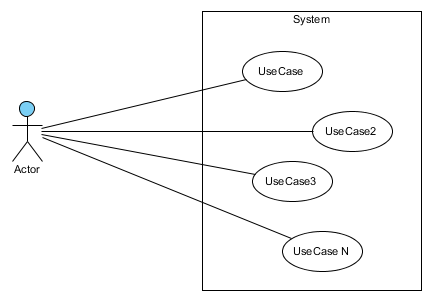 System
UseCase
UseCase2
Actor
UseCase3
UseCase N